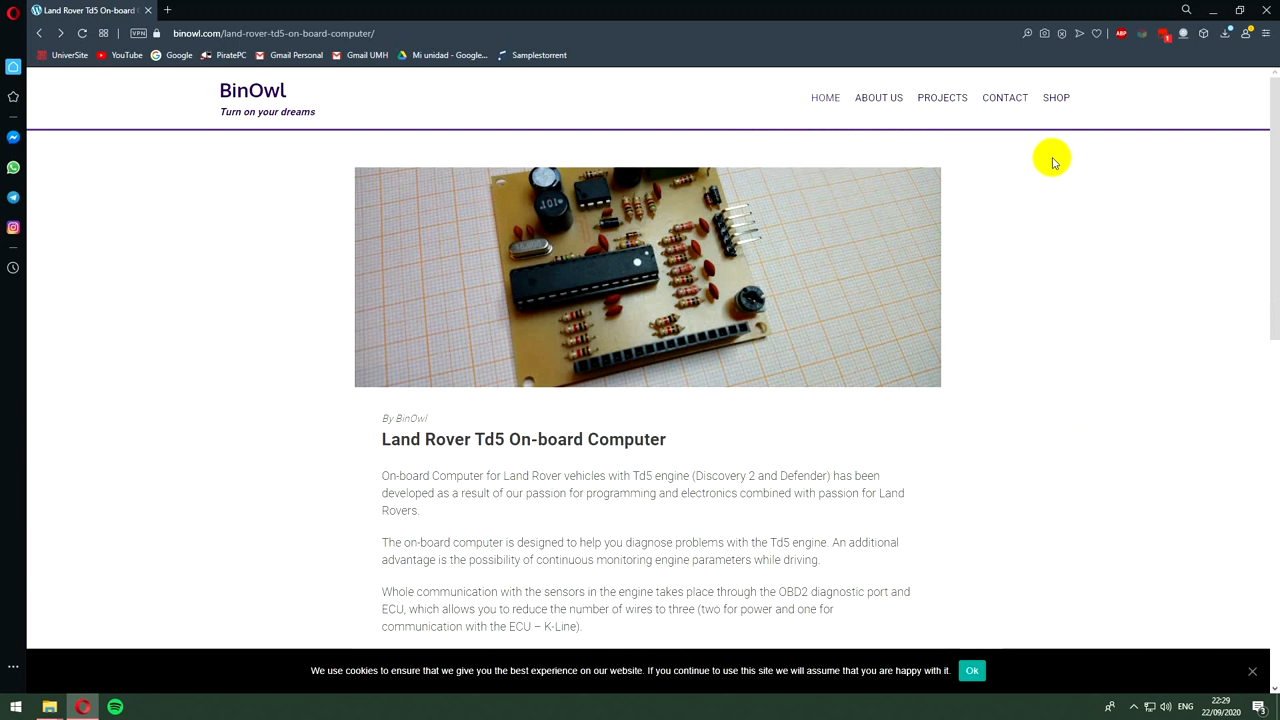 Land Rover Td5 On-board Comput
VPN
binowl.com/land-rover-td5-on-board-computer/
ABP
1
UniverSite
YouTube
Google
PiratePC
Gmail Personal
Gmail UMH
Mi unidad - Google...
Samplestorrent
BinOwl
Turn on your dreams
HOME
ABOUT US
PROJECTS
CONTACT
SHOP
By BinOwl
Land Rover Td5 On-board Computer
On-board Computer for Land Rover vehicles with Td5 engine (Discovery 2 and Defender) has been
developed as a result of our passion for programming and electronics combined with passion for Land
Rovers.
The on-board computer is designed to help you diagnose problems with the Td5 engine. An additional
advantage is the possibility of continuous monitoring engine parameters while driving.
Whole communication with the sensors in the engine takes place through the OBD2 diagnostic port and
ECU, which allows you to reduce the number of wires to three (two for power and one for
communication with the ECU – K-Line).
We use cookies to ensure that we give you the best experience on our website. If you continue to use this site we will assume that you are happy with it.
Ok
ENG
22:29
22/09/2020
3